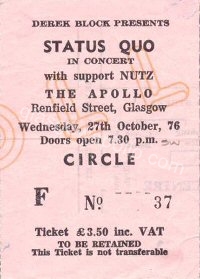 DEREK BLOCK PRESENTS
STATUS QUO
IN CONCERT
with support NUTZ
THE APOLLO
Renfield Street, Glasgow
Wednesday, 27th October, 76
Doors open 7.30 p.m.
CIRCLE
F Nº 37
Ticket £3.50 inc. VAT
TO BE RETAINED
This Ticket is not transferable